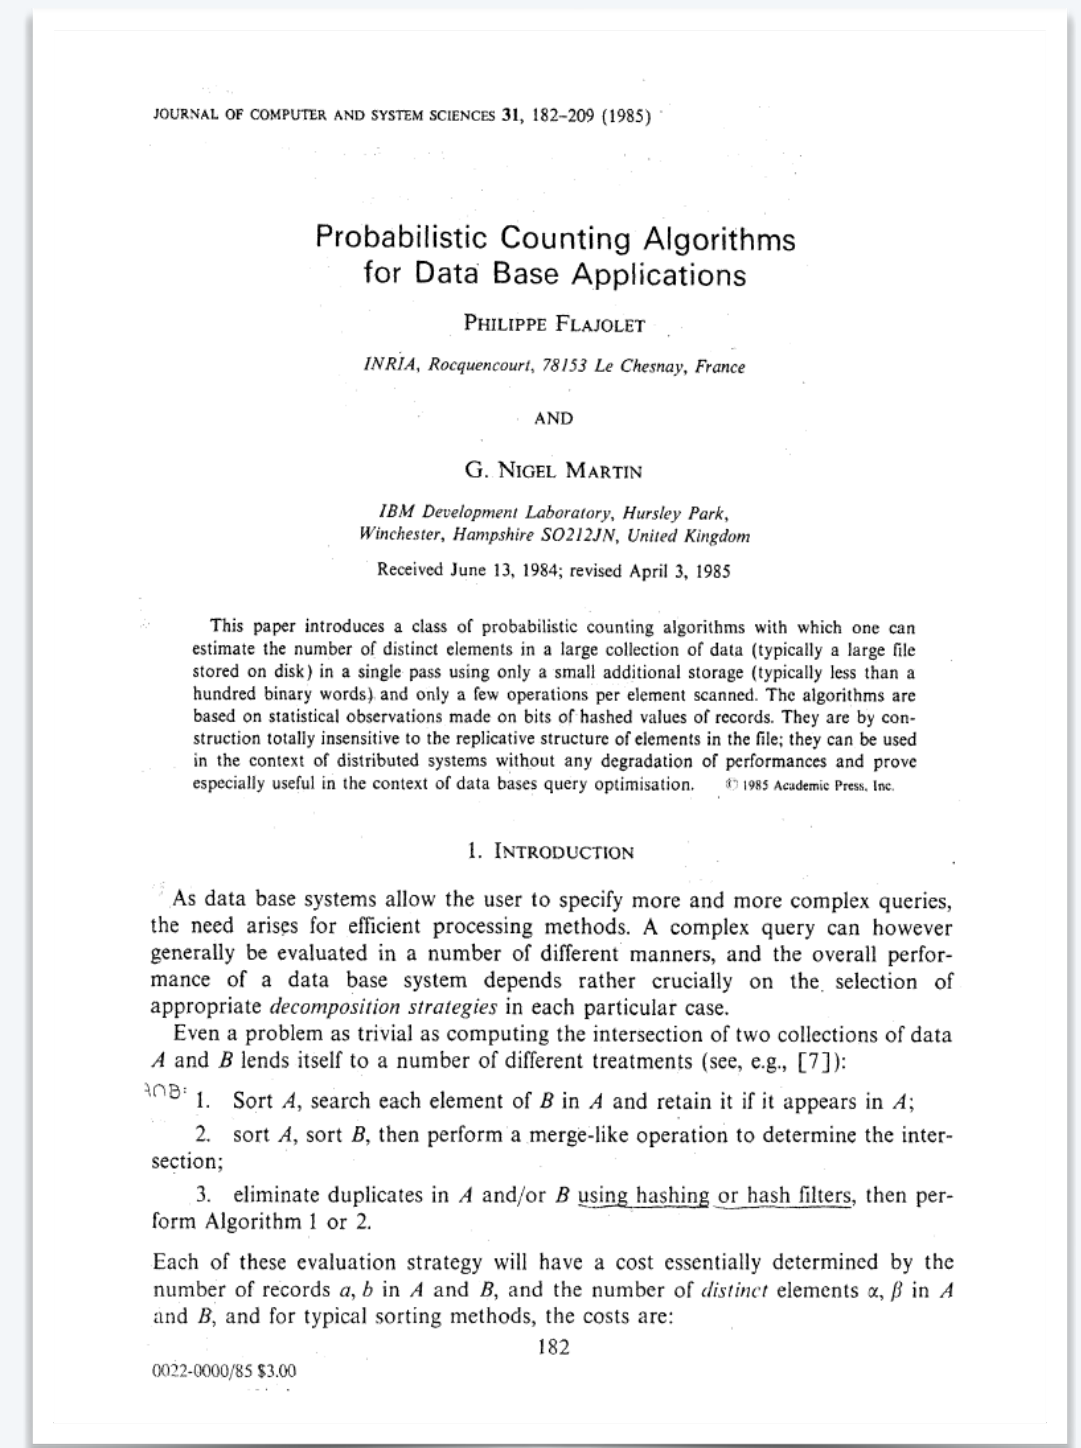 JOURNAL OF COMPUTER AND SYSTEM SCIENCES 31, 182–209 (1985)
Probabilistic Counting Algorithms
for Data Base Applications
PHILIPPE FLAJOLET
INRIA, Rocquencourt, 78153 Le Chesnay, France
AND
G. NIGEL MARTIN
IBM Development Laboratory, Hursley Park,
Winchester, Hampshire SO212JN, United Kingdom
Received June 13, 1984; revised April 3, 1985
This paper introduces a class of probabilistic counting algorithms with which one can
estimate the number of distinct elements in a large collection of data (typically a large file
stored on disk) in a single pass using only a small additional storage (typically less than a
hundred binary words) and only a few operations per element scanned. The algorithms are
based on statistical observations made on bits of hashed values of records. They are by con-
struction totally insensitive to the replicative structure of elements in the file; they can be used
in the context of distributed systems without any degradation of performances and prove
especially useful in the context of data bases query optimisation. © 1985 Academic Press, Inc.
1. INTRODUCTION
As data base systems allow the user to specify more and more complex queries,
the need arises for efficient processing methods. A complex query can however
generally be evaluated in a number of different manners, and the overall perfor-
mance of a data base system depends rather crucially on the selection of
appropriate decomposition strategies in each particular case.
Even a problem as trivial as computing the intersection of two collections of data
A and B lends itself to a number of different treatments (see, e.g., [7]):
A∩B: 1. Sort A, search each element of B in A and retain it if it appears in A;
2. sort A, sort B, then perform a merge-like operation to determine the inter-
section;
3. eliminate duplicates in A and/or B using hashing or hash filters, then per-
form Algorithm 1 or 2.
Each of these evaluation strategy will have a cost essentially determined by the
number of records a, b in A and B, and the number of distinct elements α, β in A
and B, and for typical sorting methods, the costs are:
182
0022-0000/85 $3.00